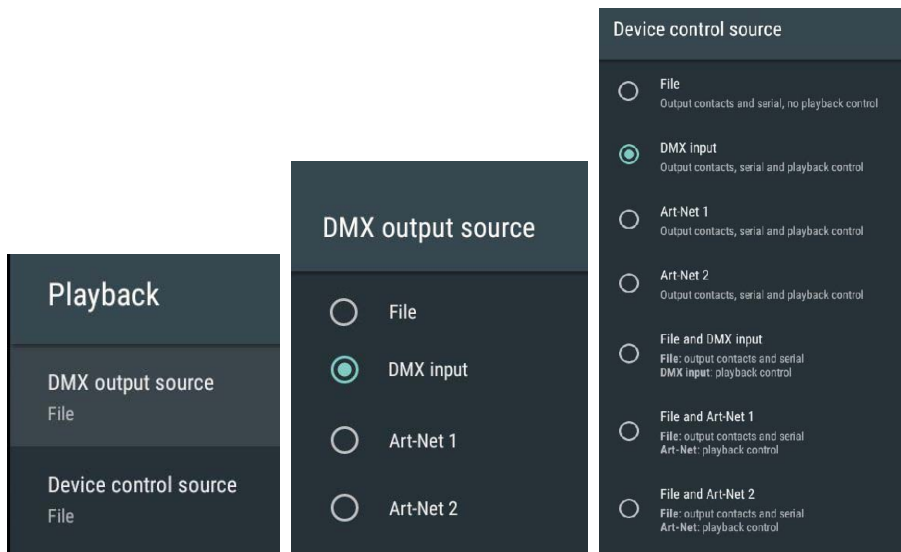 Playback
DMX output source
File
Device control source
File
DMX output source
File
DMX input
Art-Net 1
Art-Net 2
Device control source
File
Output contacts and serial, no playback control
DMX input
Output contacts, serial and playback control
Art-Net 1
Output contacts, serial and playback control
Art-Net 2
Output contacts, serial and playback control
File and DMX input
File: output contacts and serial
DMX input: playback control
File and Art-Net 1
File: output contacts and serial
Art-Net: playback control
File and Art-Net 2
File: output contacts and serial
Art-Net: playback control